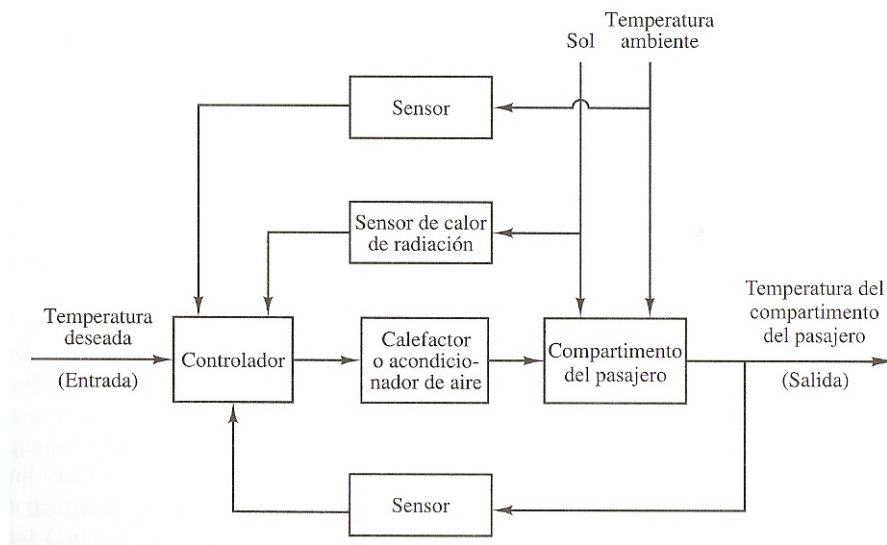 Temperatura
ambiente
Sol
Sensor
Sensor de calor
de radiación
Temperatura
deseada
(Entrada)
Controlador
Calefactor
o acondicio-
nador de aire
Compartimento
del pasajero
Temperatura del
compartimento
del pasajero
(Salida)
Sensor